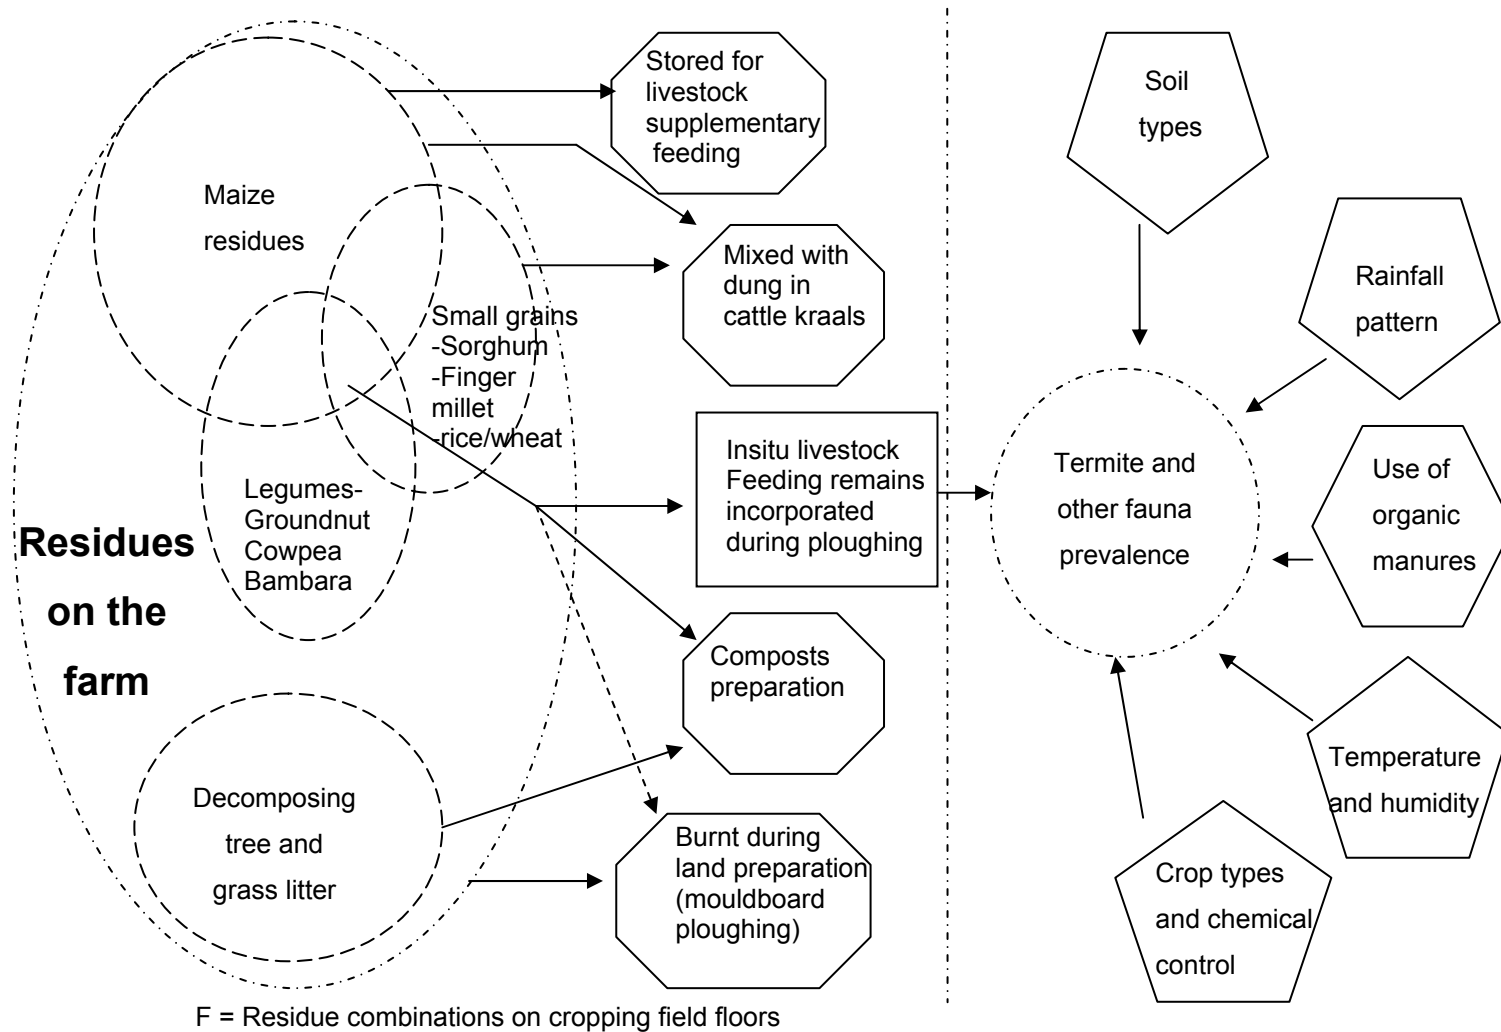 Stored for
livestock
supplementary
feeding
Maize
residues
Mixed with
dung in
cattle kraals
Small grains
-Sorghum
-Finger
millet
-rice/wheat
Legumes-
Groundnut
Cowpea
Bambara
Insitu livestock
Feeding remains
incorporated
during ploughing
Residues
on the
farm
Composts
preparation
Decomposing
tree and
grass litter
Burnt during
land preparation
(mouldboard
ploughing)
F = Residue combinations on cropping field floors
Soil
types
Rainfall
pattern
Termite and
other fauna
prevalence
Use of
organic
manures
Temperature
and humidity
Crop types
and chemical
control